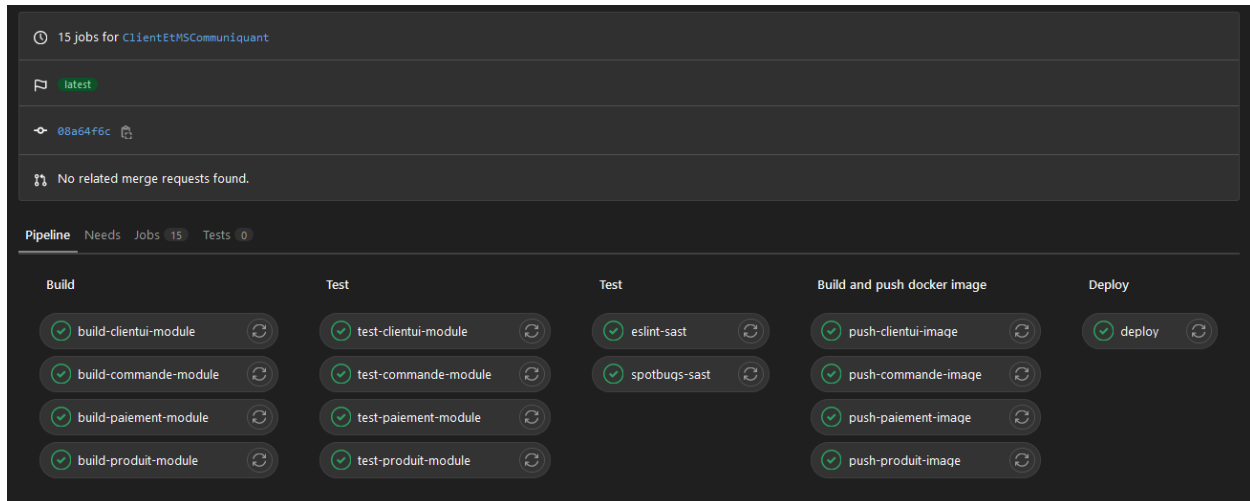 15 jobs for ClientEtMSCommuniquant
latest
08a64f6c
No related merge requests found.
Pipeline Needs Jobs 15 Tests 0
Build Test Test Build and push docker image Deploy
build-clientui-module test-clientui-module eslint-sast push-clientui-image deploy
build-commande-module test-commande-module spotbugs-sast push-commande-image
build-paiement-module test-paiement-module push-paiement-image
build-produit-module test-produit-module push-produit-image